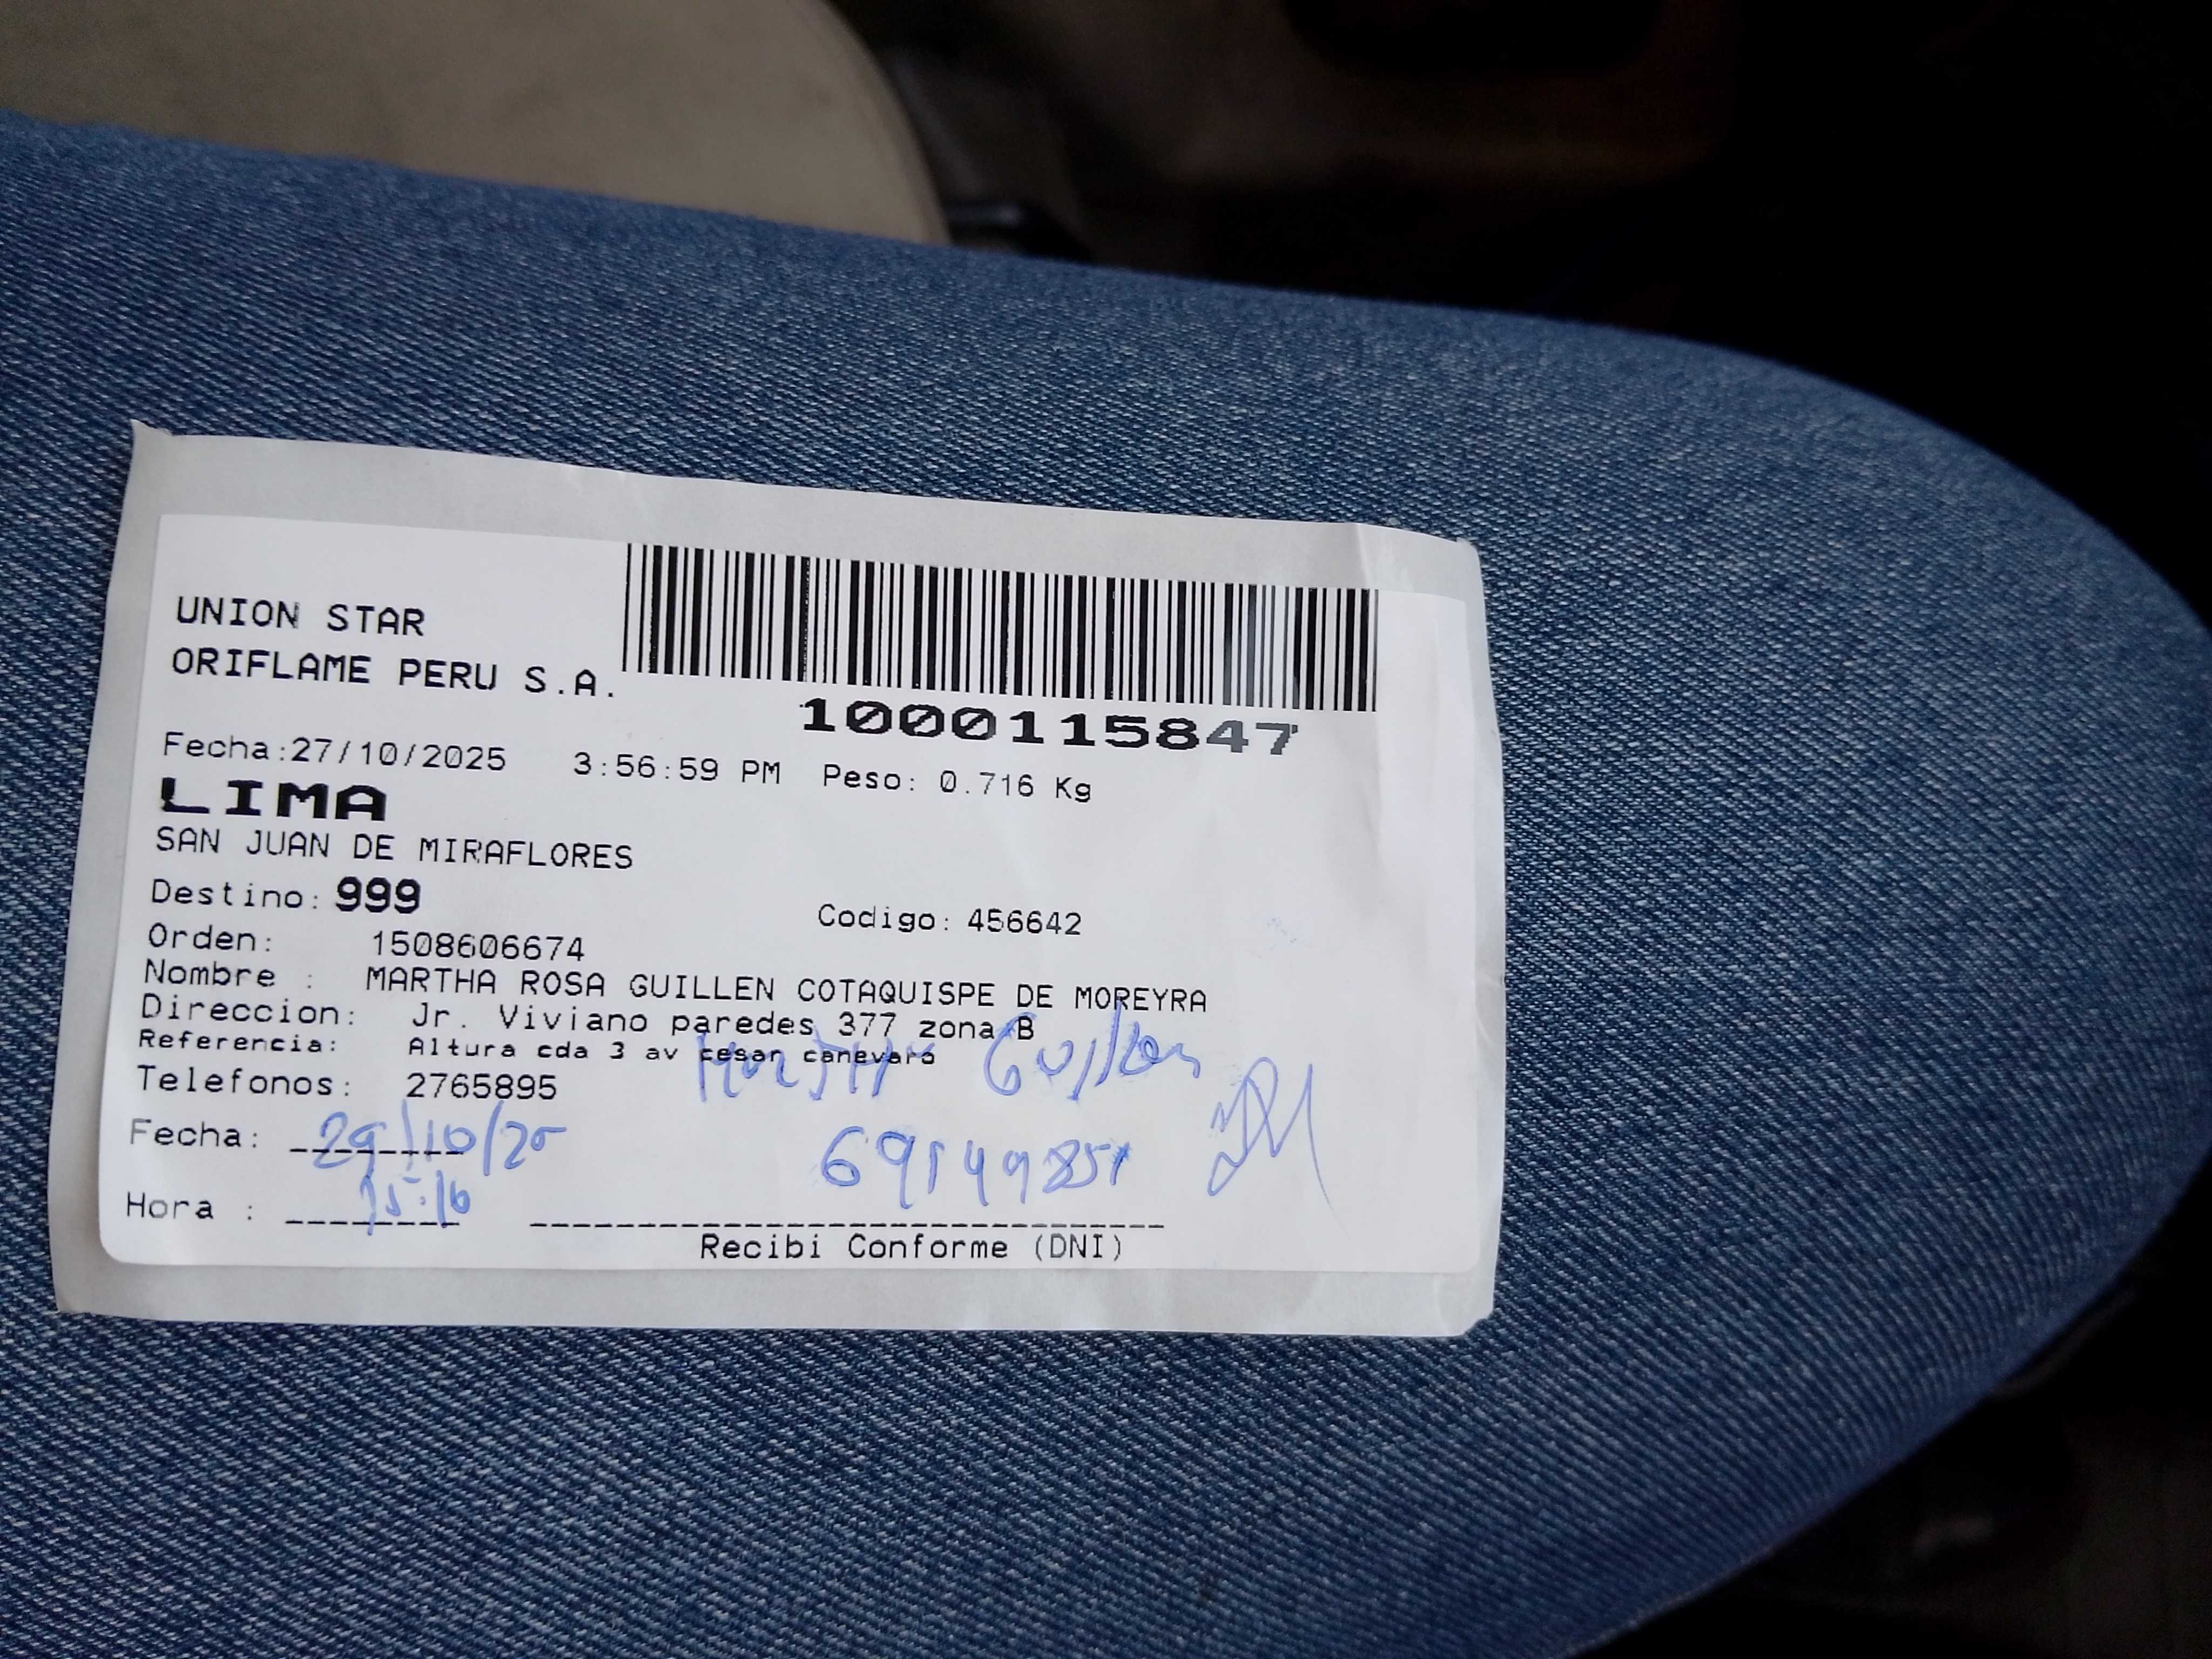 UNION STAR
ORIFLAME PERU S.A.
1000115847
Fecha:27/10/2025 3:56:59 PM Peso: 0.716 Kg
LIMA
SAN JUAN DE MIRAFLORES
Destino: 999
Codigo: 456642
Orden: 1508606674
Nombre : MARTHA ROSA GUILLEN COTAQUISPE DE MOREYRA
Direccion: Jr. Viviano paredes 377 zona B
Referencia: Altura cda 3 av cesar canevaro
Guillen
Telefonos: 2765895
Fecha: 29/10/25
Hora : 15:16
Recibi Conforme (DNI)